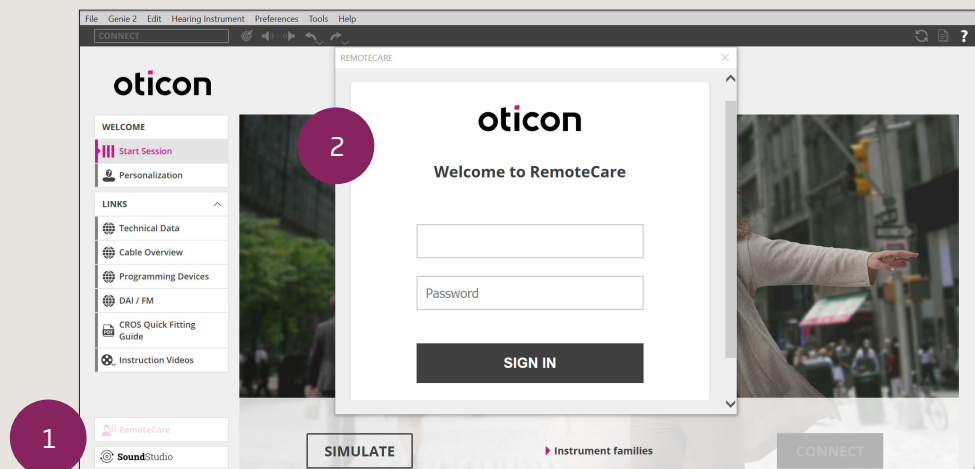 File Genie 2 Edit Hearing Instrument Preferences Tools Help
CONNECT
?
oticon
WELCOME
Start Session
Personalization
LINKS
Technical Data
Cable Overview
Programming Devices
DAI / FM
PDF
CROS Quick Fitting
Guide
Instruction Videos
1
RemoteCare
SoundStudio
2
REMOTECARE
oticon
Welcome to RemoteCare
Password
SIGN IN
SIMULATE
Instrument families
CONNECT